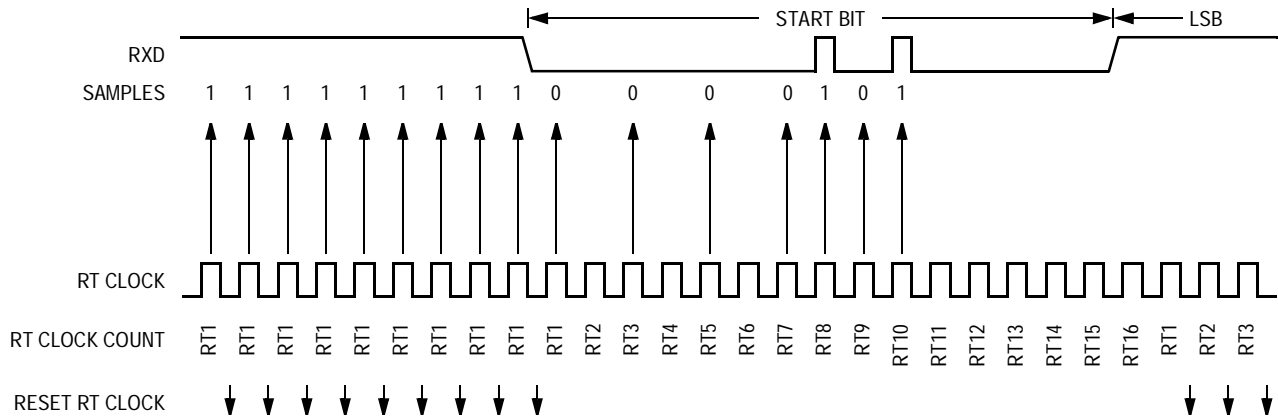 START BIT LSB
RXD
SAMPLES 1 1 1 1 1 1 1 1 1 0 0 0 0 1 0 1
RT CLOCK
RT CLOCK COUNT RT1 RT1 RT1 RT1 RT1 RT1 RT1 RT1 RT1 RT1 RT2 RT3 RT4 RT5 RT6 RT7 RT8 RT9 RT10 RT11 RT12 RT13 RT14 RT15 RT16 RT1 RT2 RT3
RESET RT CLOCK